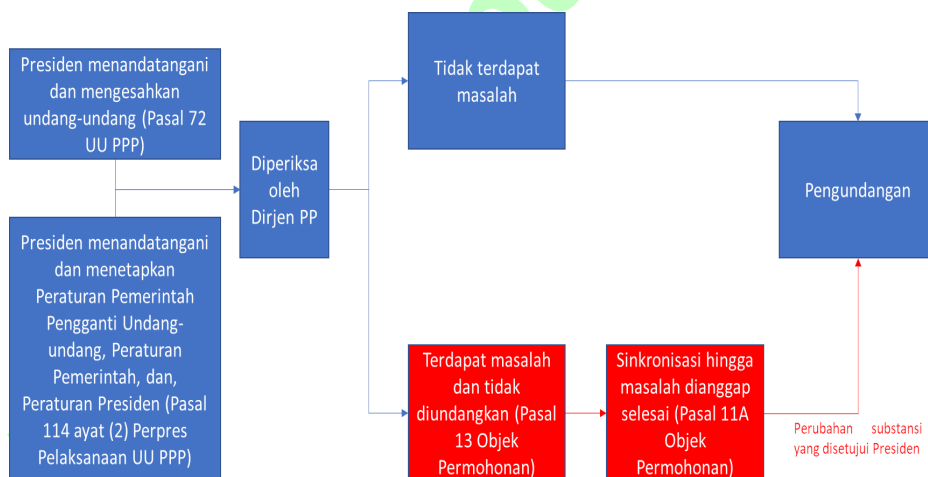 Presiden menandatangani
dan mengesahkan
undang-undang (Pasal 72
UU PPP)
Presiden menandatangani
dan menetapkan
Peraturan Pemerintah
Pengganti Undang-
undang, Peraturan
Pemerintah, dan,
Peraturan Presiden (Pasal
114 ayat (2) Perpres
Pelaksanaan UU PPP)
Diperiksa
oleh
Dirjen PP
Tidak terdapat
masalah
Terdapat masalah
dan tidak
diundangkan (Pasal
13 Objek
Permohonan)
Sinkronisasi hingga
masalah dianggap
selesai (Pasal 11A
Objek
Permohonan)
Pengundangan
Perubahan substansi
yang disetujui Presiden